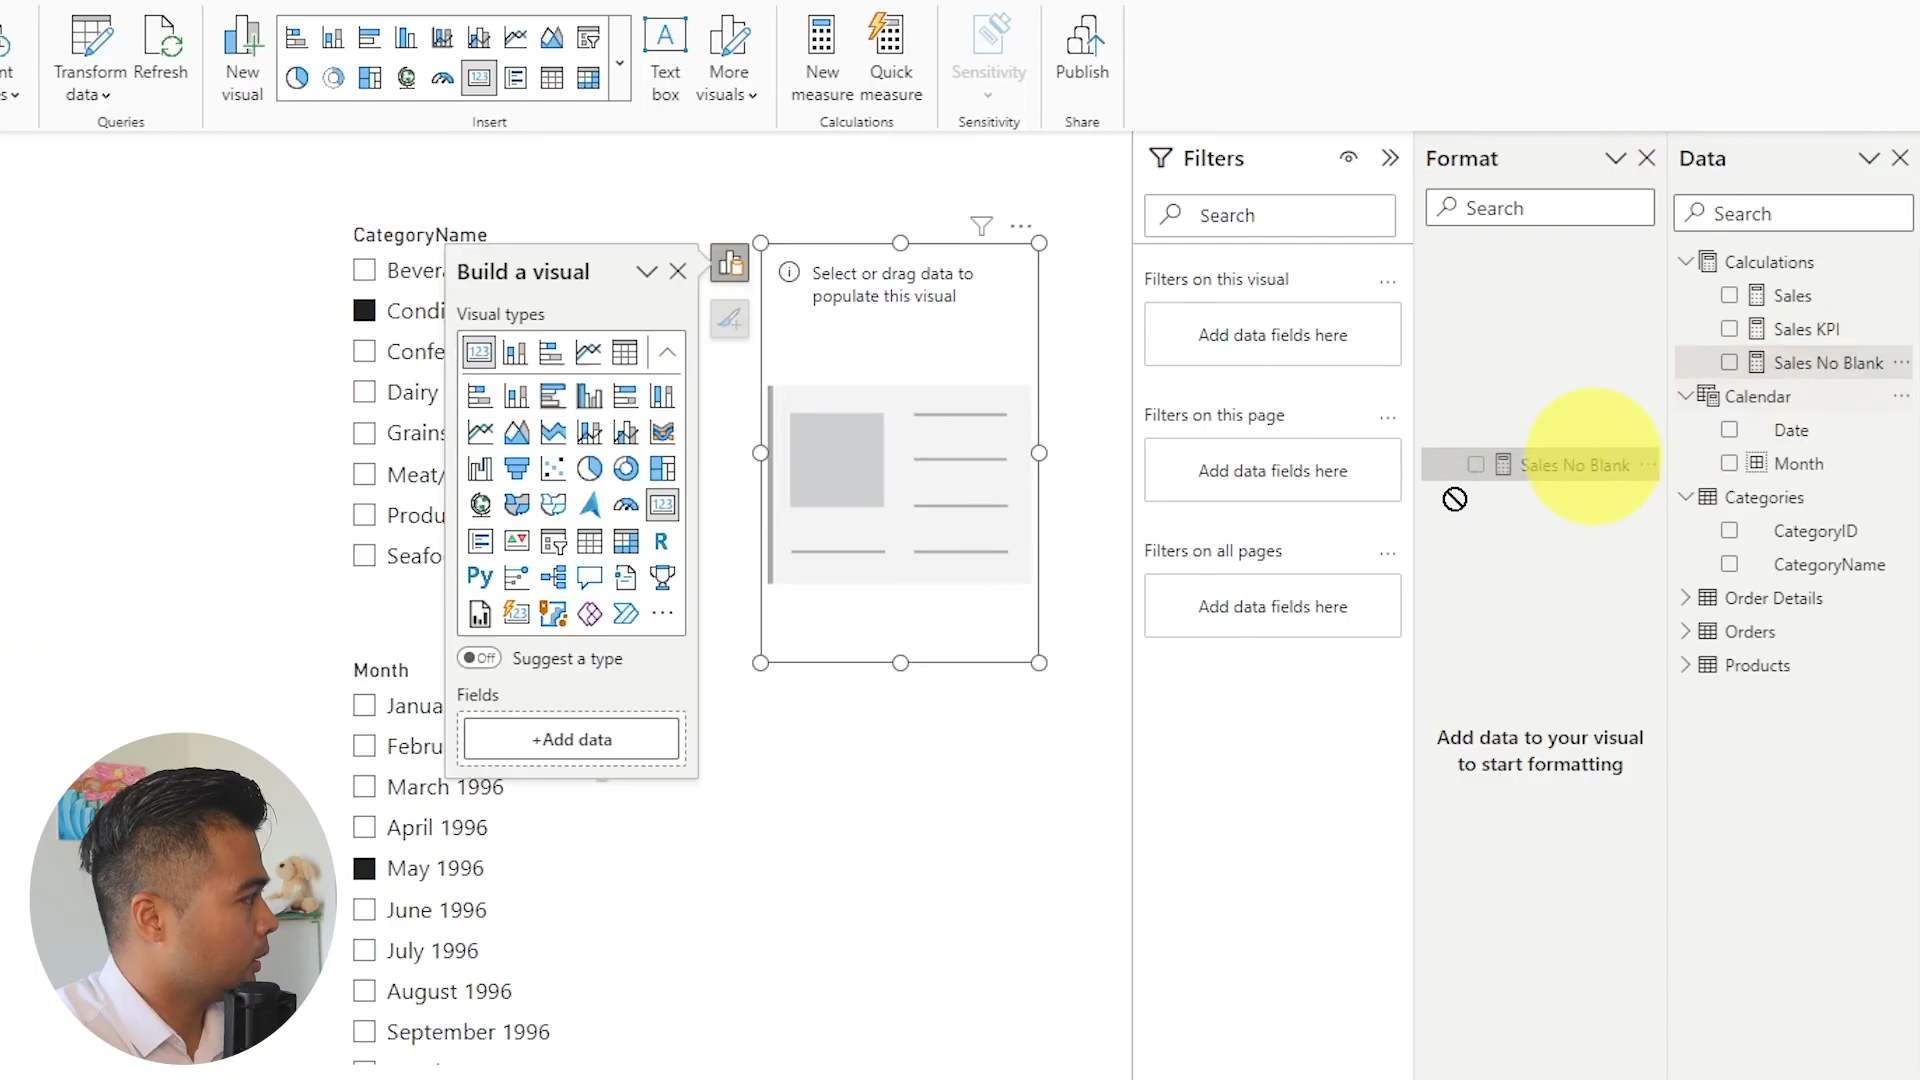 nt
s
Transform
data
Refresh
Queries
New
visual
123
Insert
A
Text
box
More
visuals
New
measure
Quick
measure
Calculations
Sensitivity
Sensitivity
Publish
Share
CategoryName
Bever
Condi
Confe
Dairy
Grains
Meat/
Produ
Seafo
Build a visual
Visual types
123
123
R
Py
123
Off
Suggest a type
Fields
+Add data
Select or drag data to
populate this visual
Month
Janua
Febru
March 1996
April 1996
May 1996
June 1996
July 1996
August 1996
September 1996
Filters
Search
Filters on this visual
Add data fields here
Filters on this page
Add data fields here
Filters on all pages
Add data fields here
Format
Search
Sales No Blank
Add data to your visual
to start formatting
Data
Search
Calculations
Sales
Sales KPI
Sales No Blank
Calendar
Date
Month
Categories
CategoryID
CategoryName
Order Details
Orders
Products